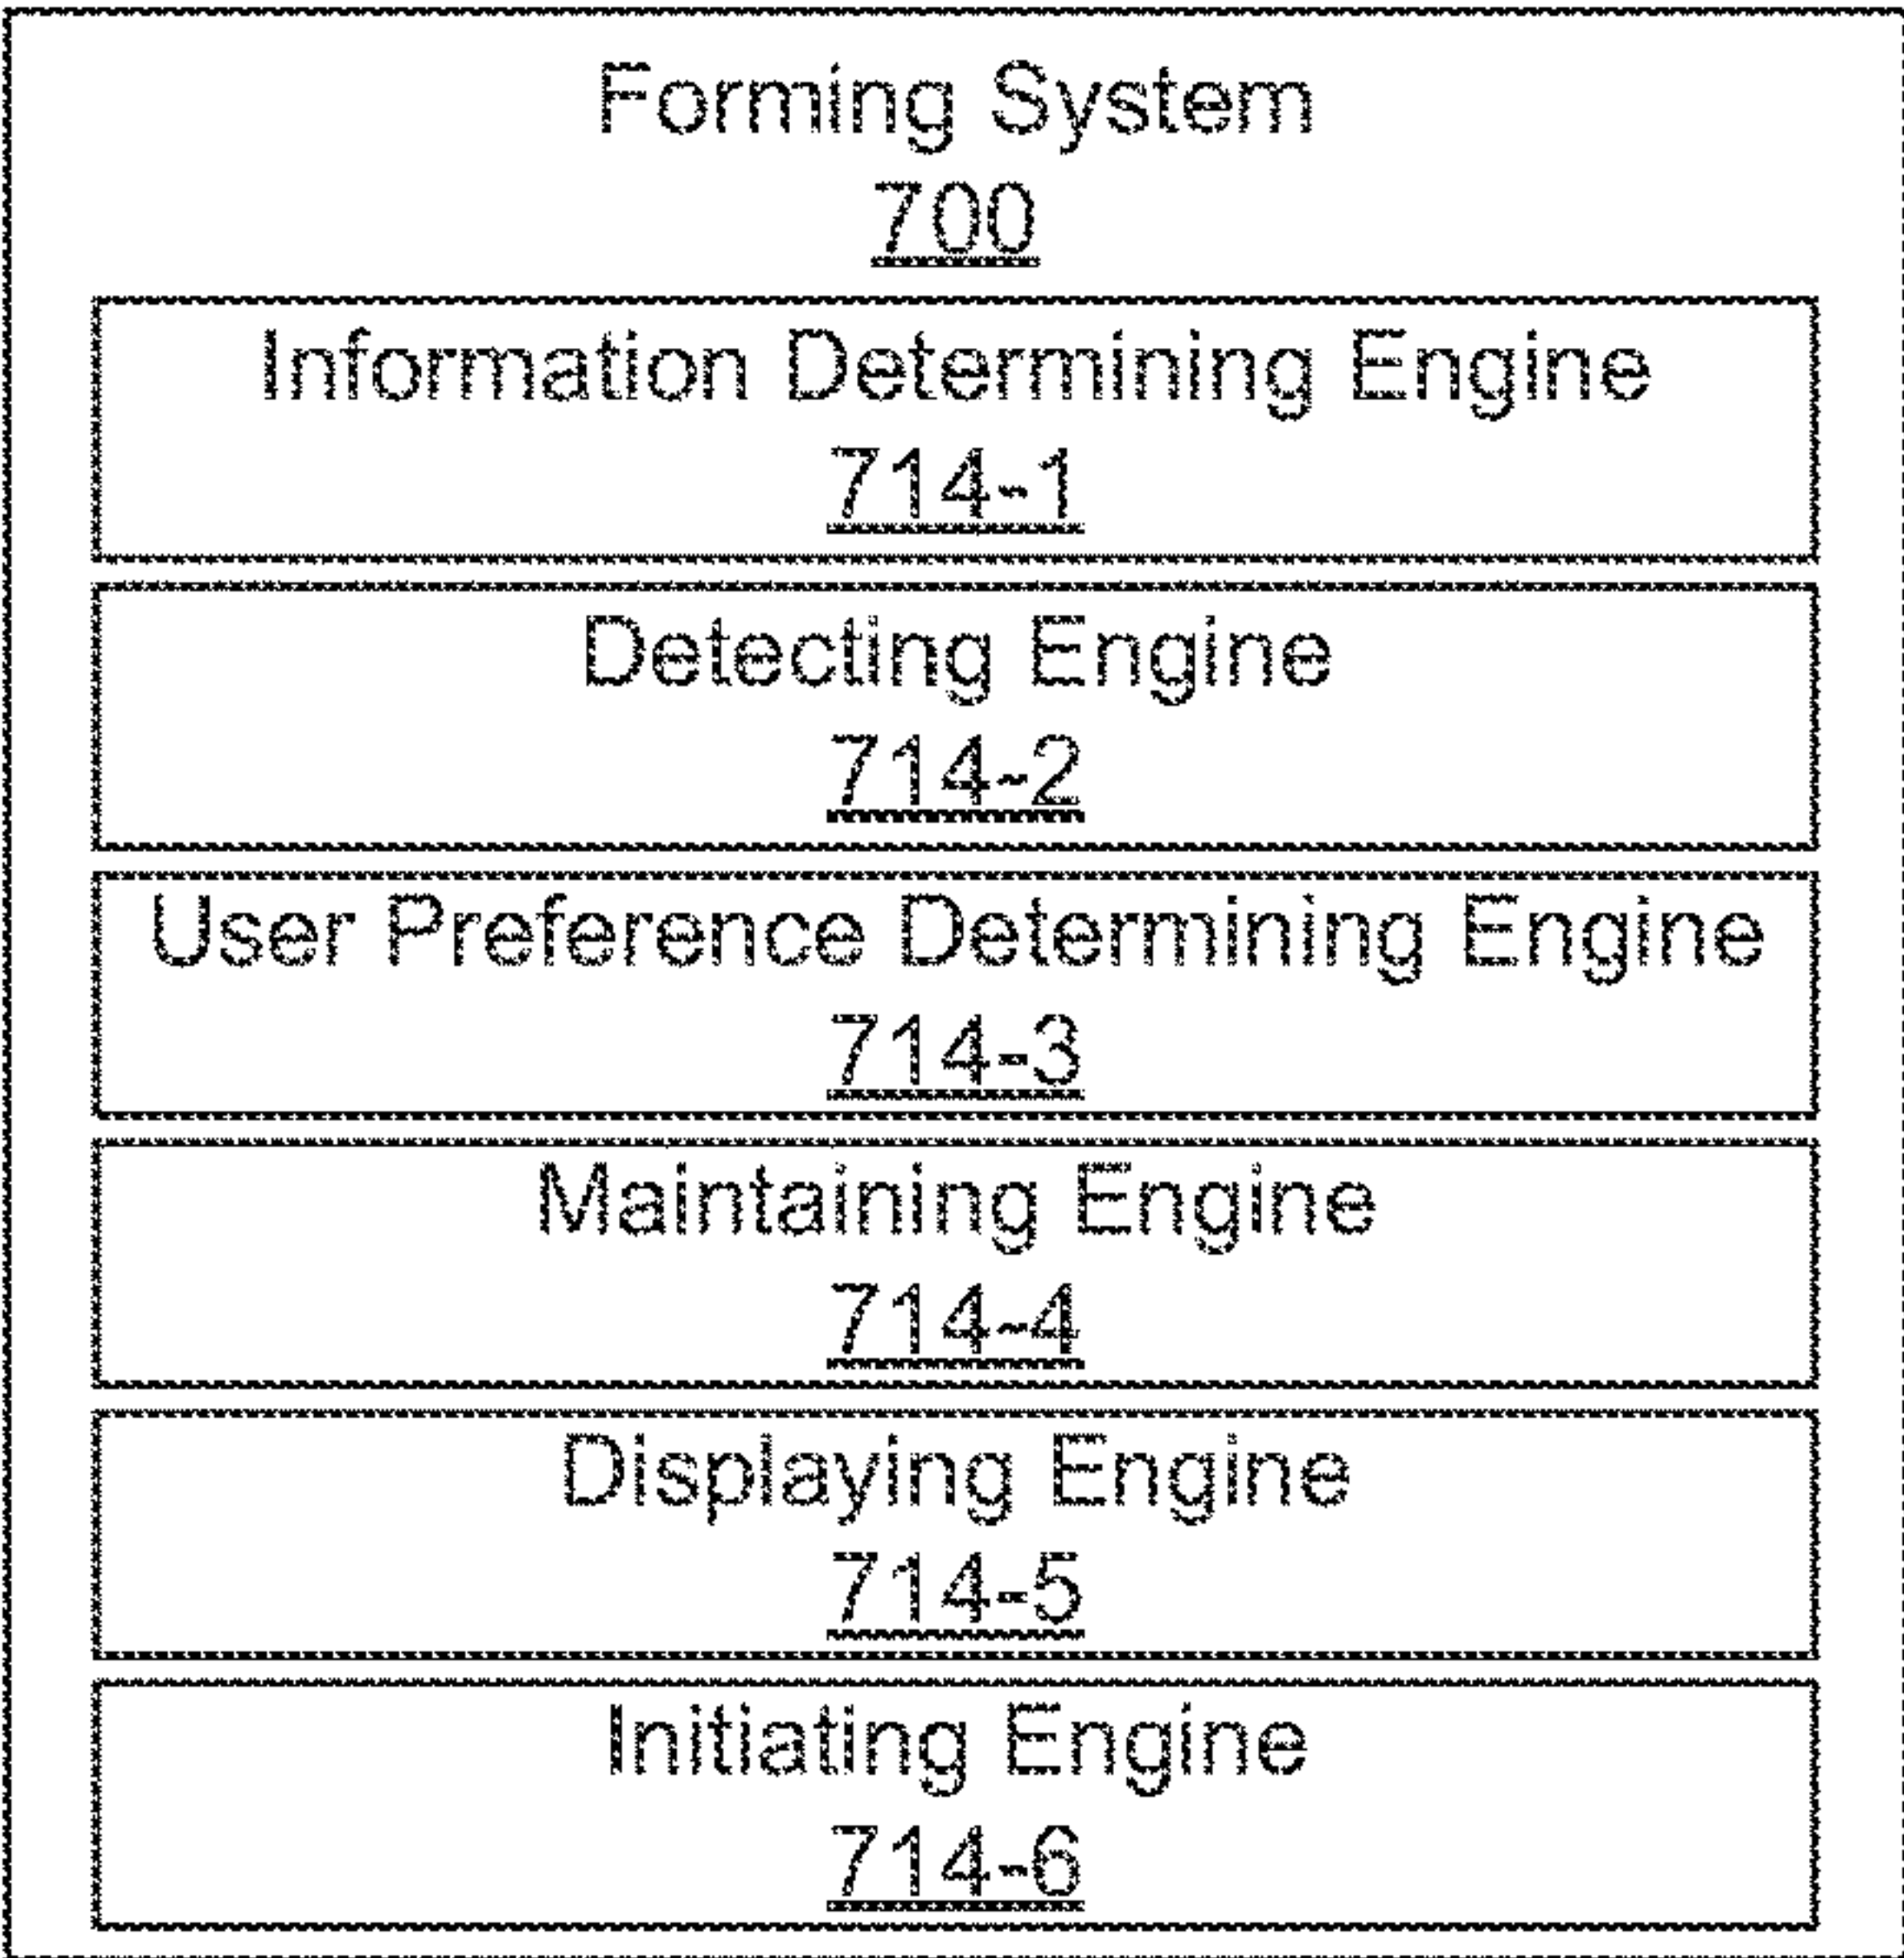 Forming System
700
Information Determining Engine
714-1
Detecting Engine
714-2
User Preference Determining Engine
714-3
Maintaining Engine
714-4
Displaying Engine
714-5
Initiating Engine
714-6